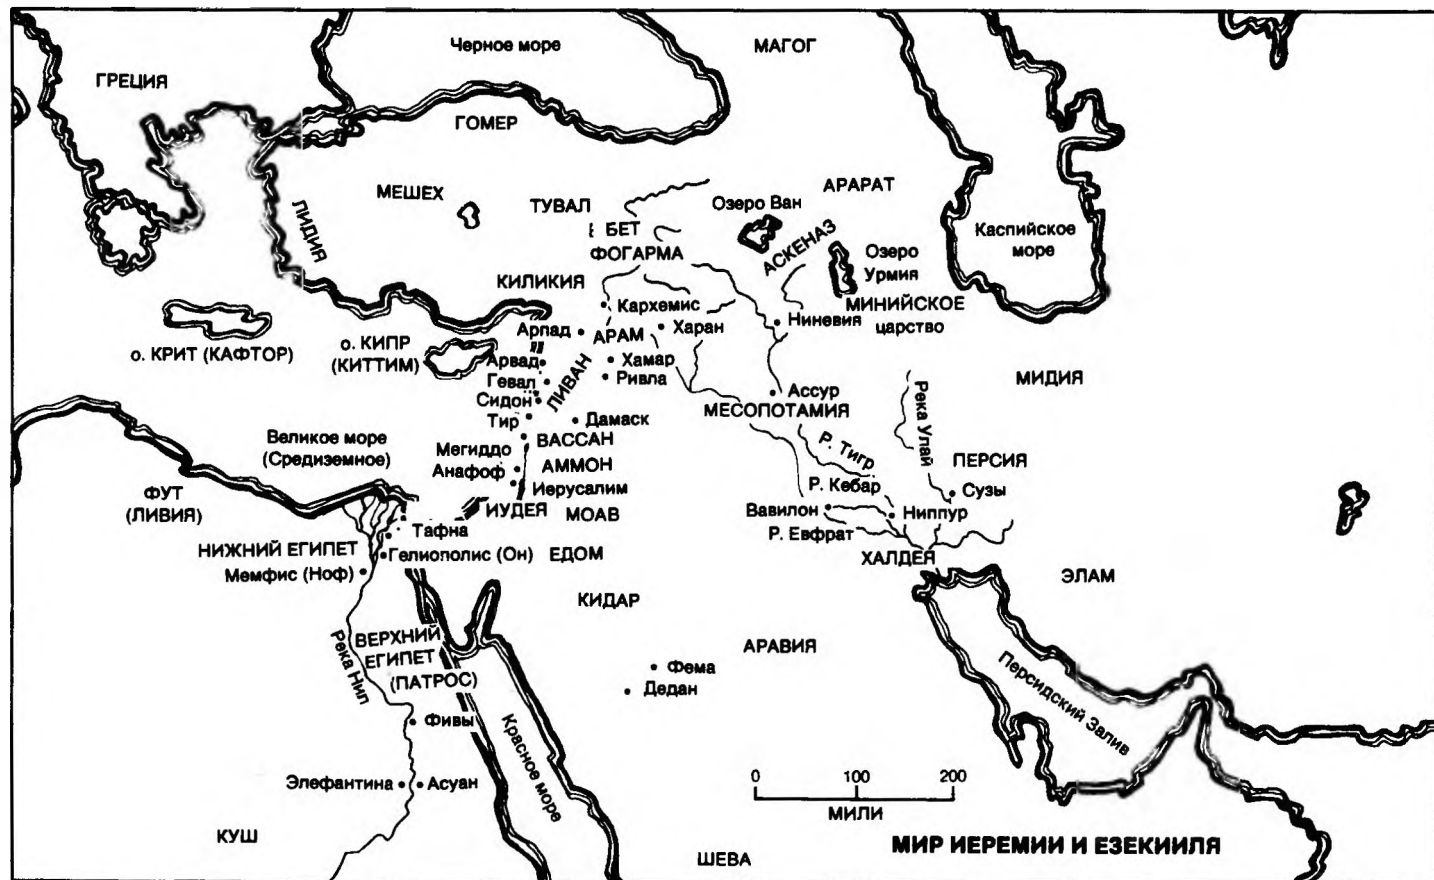 Черное море
МАГОГ
ГРЕЦИЯ
ГОМЕР
МЕШЕХ
ТУВАЛ
АРАРАТ
Озеро Ван
ЛИДИЯ
БЕТ
ФОГАРМА
АСКЕНАЗ
Озеро
Урмия
Каспийское
море
КИЛИКИЯ
Кархемис
МИНИЙСКОЕ
царство
Ниневия
Арпад
АРАМ
Харан
о. КРИТ (КАФТОР)
о. КИПР
(КИТТИМ)
Арвад
Хамар
Гевал
Ривла
ЛИВАН
Сидон
Ассур
МИДИЯ
Тир
Дамаск
МЕСОПОТАМИЯ
Река Улай
Великое море
(Средиземное)
ВАССАН
Мегиддо
Р. Тигр
Анафоф
АММОН
ПЕРСИЯ
Иерусалим
Р. Кебар
Сузы
ФУТ
(ЛИВИЯ)
ИУДЕЯ
МОАВ
Вавилон
Ниппур
Тафна
Р. Евфрат
НИЖНИЙ ЕГИПЕТ
Гелиополис (Он)
ЕДОМ
ХАЛДЕЯ
Мемфис (Ноф)
ЭЛАМ
КИДАР
Река Нил
ВЕРХНИЙ
ЕГИПЕТ
(ПАТРОС)
АРАВИЯ
Фема
Дедан
Персидский Залив
Фивы
Красное море
Элефантина
Асуан
0 100 200
МИЛИ
КУШ
ШЕВА
МИР ИЕРЕМИИ И ЕЗЕКИИЛЯ